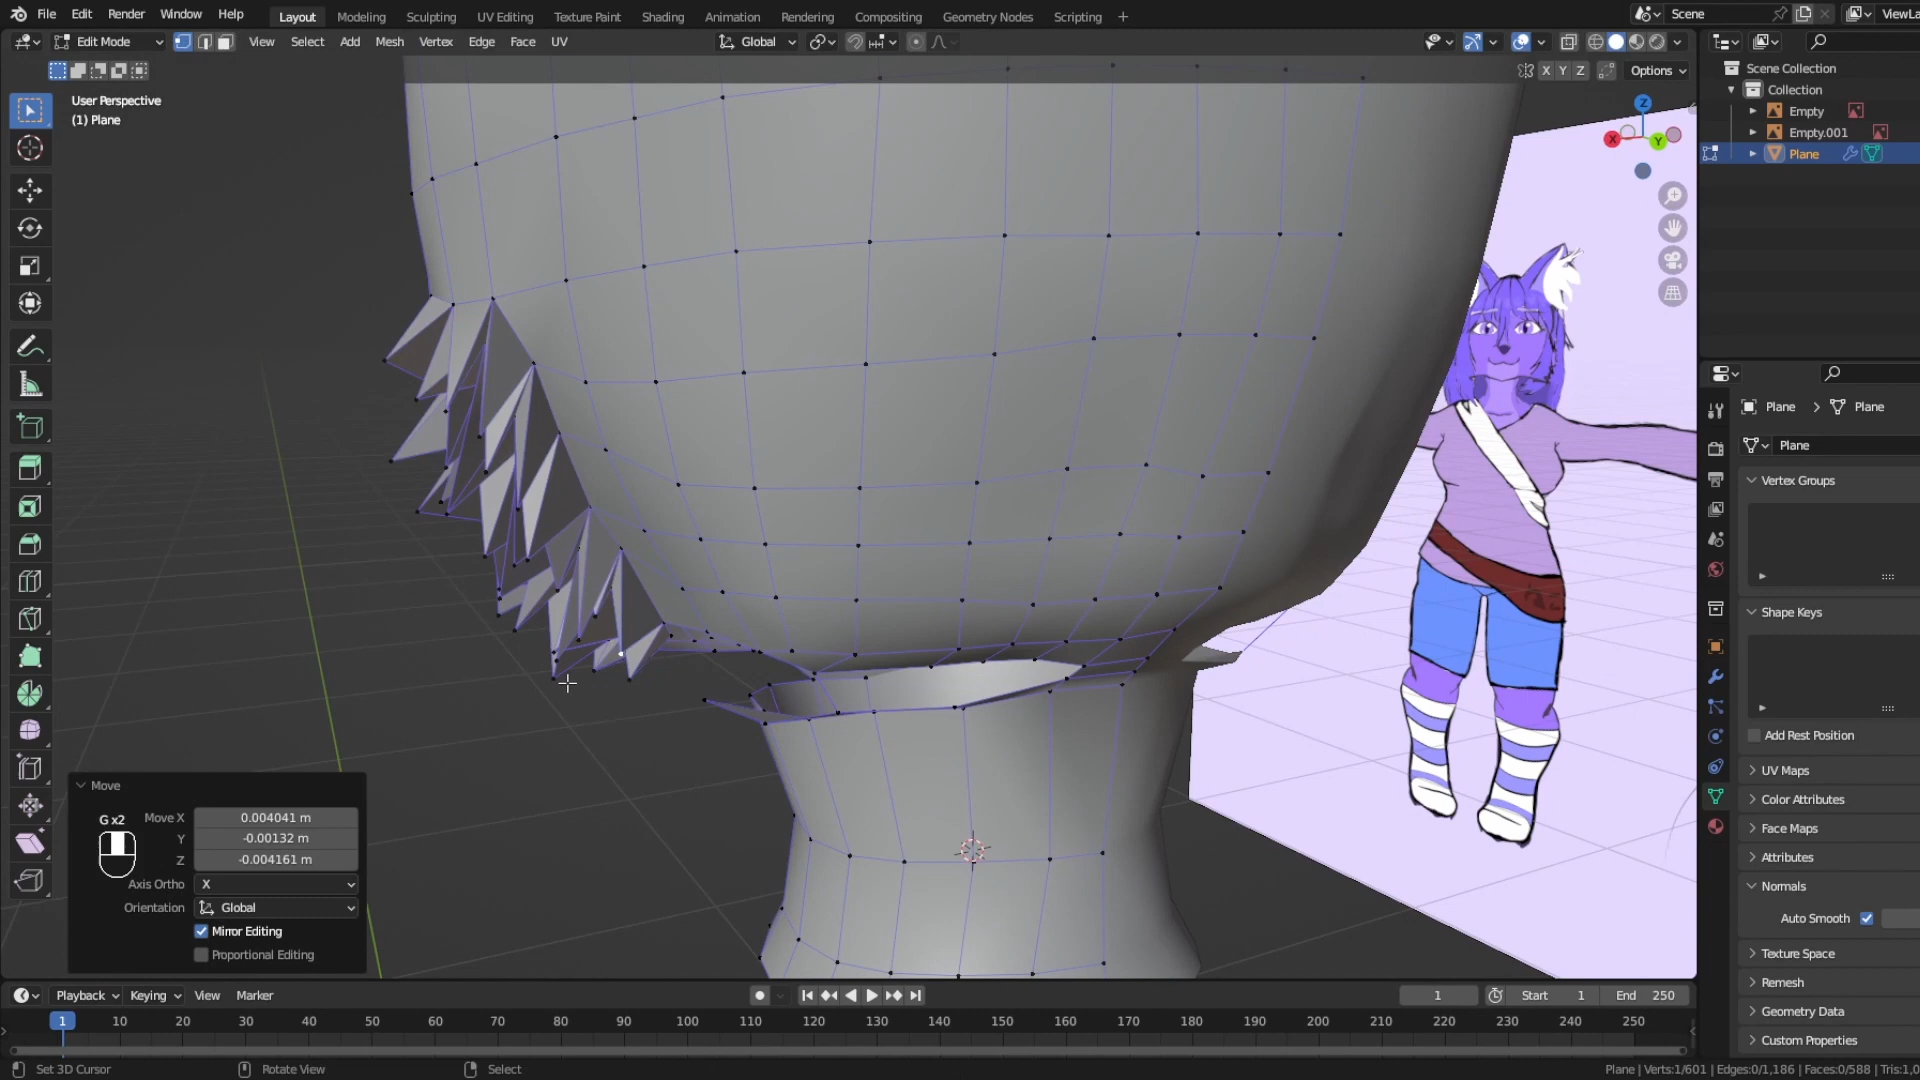 File Edit Render Window Help Layout Modeling Sculpting UV Editing Texture Paint Shading Animation Rendering Compositing Geometry Nodes Scripting + Scene ViewLa
Edit Mode View Select Add Mesh Vertex Edge Face UV Global
X Y Z Options
User Perspective
(1) Plane
Z
X
Y
Scene Collection
Collection
Empty
Empty.001
Plane
Plane > Plane
Plane
Vertex Groups
Shape Keys
Add Rest Position
UV Maps
Color Attributes
Face Maps
Attributes
Normals
Auto Smooth
Texture Space
Remesh
Geometry Data
Custom Properties
Move
G x2
Move X 0.004041 m
Y -0.00132 m
Z -0.004161 m
Axis Ortho X
Orientation Global
Mirror Editing
Proportional Editing
Playback Keying View Marker 1 Start 1 End 250
1 10 20 30 40 50 60 70 80 90 100 110 120 130 140 150 160 170 180 190 200 210 220 230 240 250
Set 3D Cursor Rotate View Select Plane | Verts:1/601 | Edges:0/1,186 | Faces:0/588 | Tris:1,0